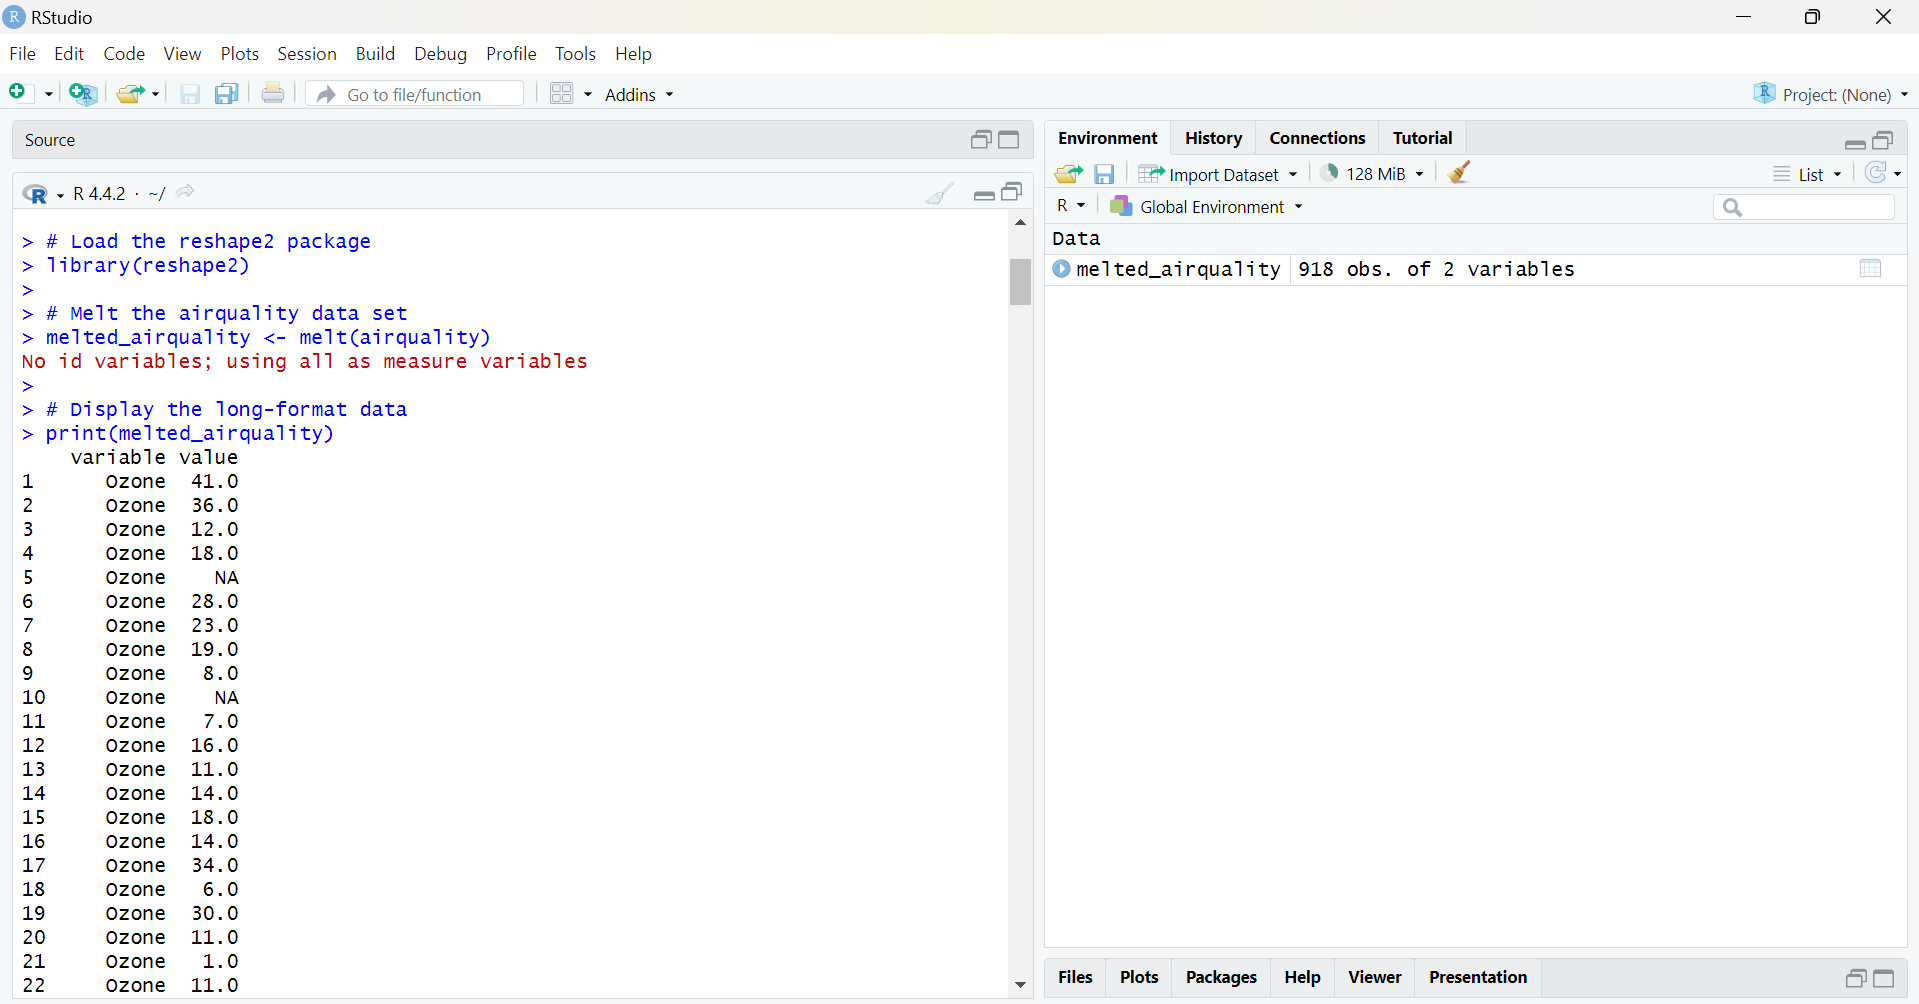 RStudio
File Edit Code View Plots Session Build Debug Profile Tools Help
Go to file/function Addins Project: (None)
Source
R 4.4.2 · ~/
> # Load the reshape2 package
> library(reshape2)
>
> # Melt the airquality data set
> melted_airquality <- melt(airquality)
No id variables; using all as measure variables
>
> # Display the long-format data
> print(melted_airquality)
variable value
1 Ozone 41.0
2 Ozone 36.0
3 Ozone 12.0
4 Ozone 18.0
5 Ozone NA
6 Ozone 28.0
7 Ozone 23.0
8 Ozone 19.0
9 Ozone 8.0
10 Ozone NA
11 Ozone 7.0
12 Ozone 16.0
13 Ozone 11.0
14 Ozone 14.0
15 Ozone 18.0
16 Ozone 14.0
17 Ozone 34.0
18 Ozone 6.0
19 Ozone 30.0
20 Ozone 11.0
21 Ozone 1.0
22 Ozone 11.0
Environment History Connections Tutorial
Import Dataset 128 MiB List
R Global Environment
Data
melted_airquality 918 obs. of 2 variables
Files Plots Packages Help Viewer Presentation